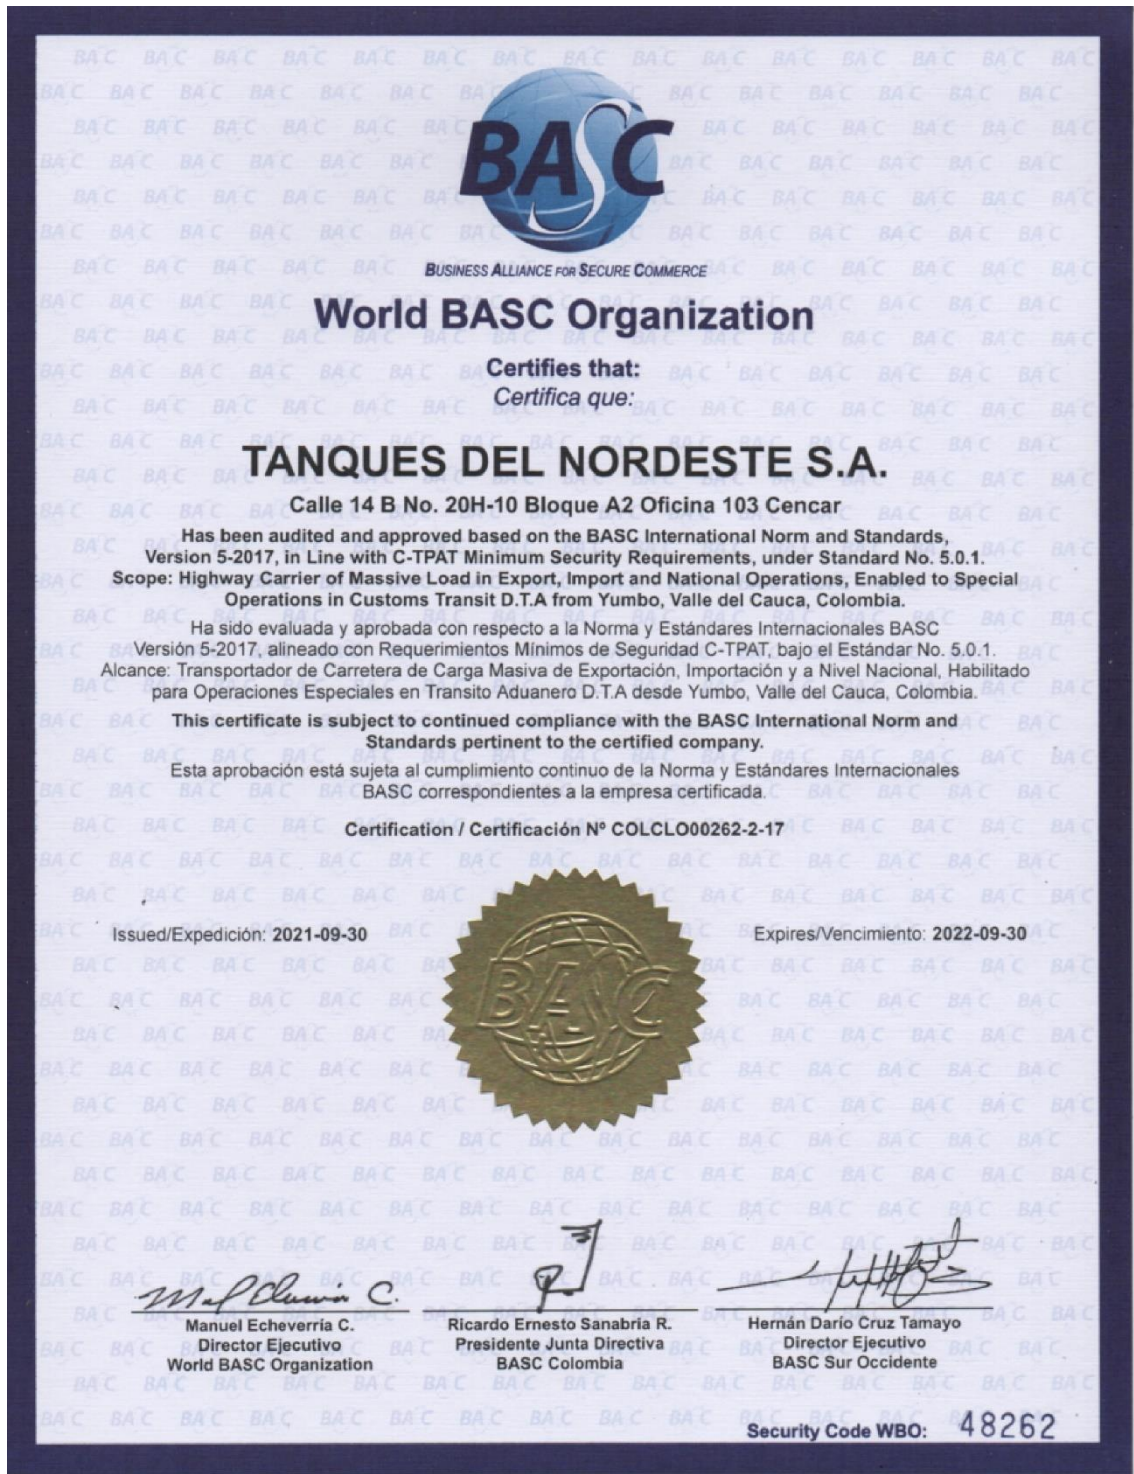 BASC
BUSINESS ALLIANCE FOR SECURE COMMERCE
World BASC Organization
Certifies that:
Certifica que:
TANQUES DEL NORDESTE S.A.
Calle 14 B No. 20H-10 Bloque A2 Oficina 103 Cencar
Has been audited and approved based on the BASC International Norm and Standards,
Version 5-2017, in Line with C-TPAT Minimum Security Requirements, under Standard No. 5.0.1.
Scope: Highway Carrier of Massive Load in Export, Import and National Operations, Enabled to Special
Operations in Customs Transit D.T.A from Yumbo, Valle del Cauca, Colombia.
Ha sido evaluada y aprobada con respecto a la Norma y Estándares Internacionales BASC
Versión 5-2017, alineado con Requerimientos Mínimos de Seguridad C-TPAT, bajo el Estándar No. 5.0.1.
Alcance: Transportador de Carretera de Carga Masiva de Exportación, Importación y a Nivel Nacional, Habilitado
para Operaciones Especiales en Transito Aduanero D.T.A desde Yumbo, Valle del Cauca, Colombia.
This certificate is subject to continued compliance with the BASC International Norm and
Standards pertinent to the certified company.
Esta aprobación está sujeta al cumplimiento continuo de la Norma y Estándares Internacionales
BASC correspondientes a la empresa certificada.
Certification / Certificación Nº COLCLO00262-2-17
Issued/Expedición: 2021-09-30
Expires/Vencimiento: 2022-09-30
BASC
Manuel Echeverría C.
Director Ejecutivo
World BASC Organization
Ricardo Ernesto Sanabria R.
Presidente Junta Directiva
BASC Colombia
Hernán Dario Cruz Tamayo
Director Ejecutivo
BASC Sur Occidente
Security Code WBO: 48262